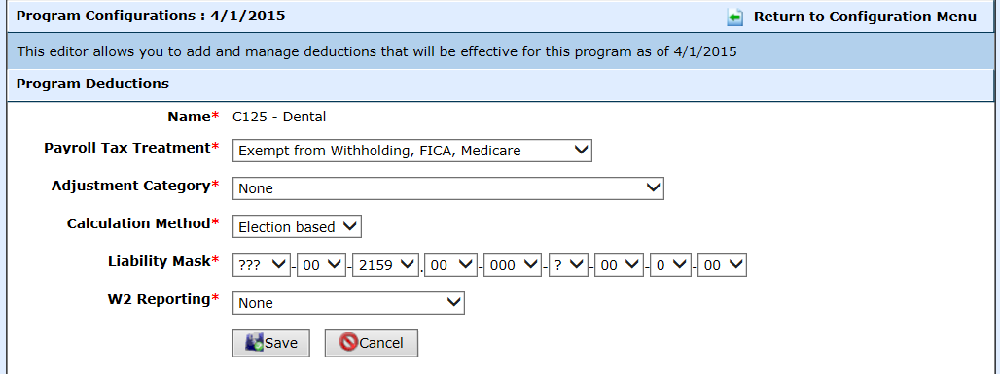 Program Configurations : 4/1/2015 Return to Configuration Menu
This editor allows you to add and manage deductions that will be effective for this program as of 4/1/2015
Program Deductions
Name* C125 - Dental
Payroll Tax Treatment* Exempt from Withholding, FICA, Medicare
Adjustment Category* None
Calculation Method* Election based
Liability Mask* ??? - 00 - 2159 . 00 - 000 - ? - 00 - 0 - 00
W2 Reporting* None
Save Cancel